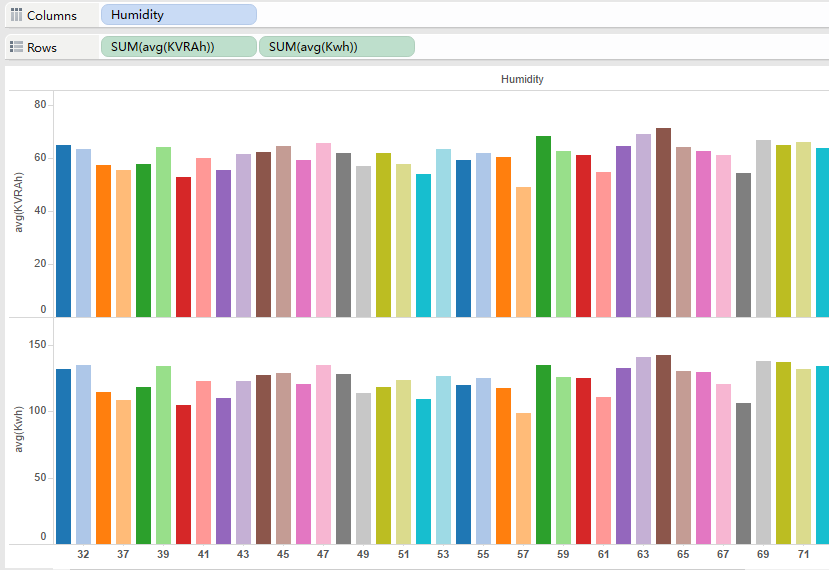 Columns Humidity
Rows SUM(avg(KVRAh)) SUM(avg(Kwh))
Humidity
80
60
40
20
0
avg(KVRAh)
150
100
50
0
avg(Kwh)
32 37 39 41 43 45 47 49 51 53 55 57 59 61 63 65 67 69 71